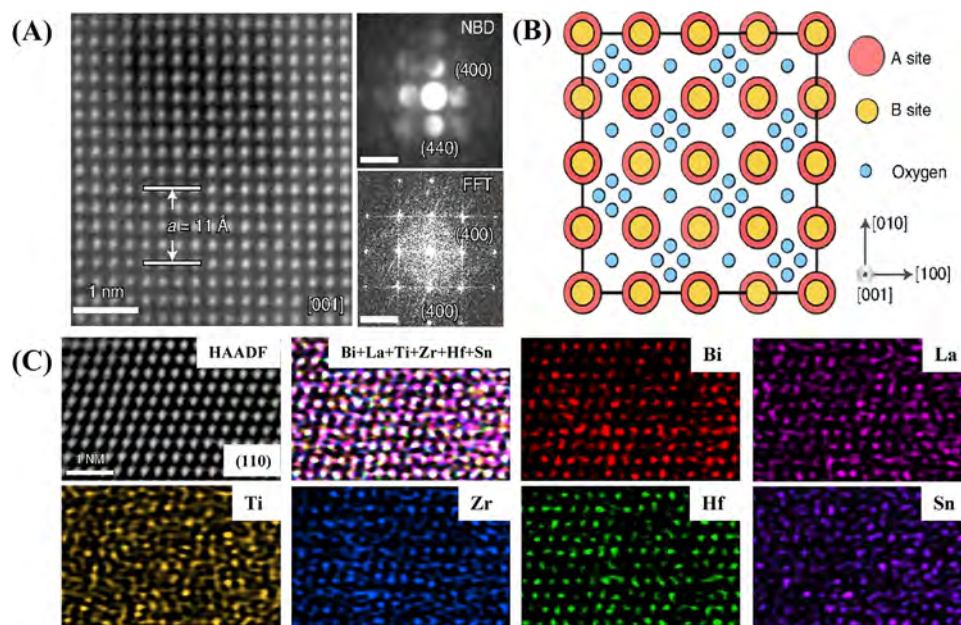 (A)
NBD
(400)
(440)
FFT
(400)
(400)
a = 11 Å
1 nm
[001]
(B)
A site
B site
Oxygen
[010]
[100]
[001]
(C)
HAADF
1 NM
(110)
Bi+La+Ti+Zr+Hf+Sn
Bi
La
Ti
Zr
Hf
Sn